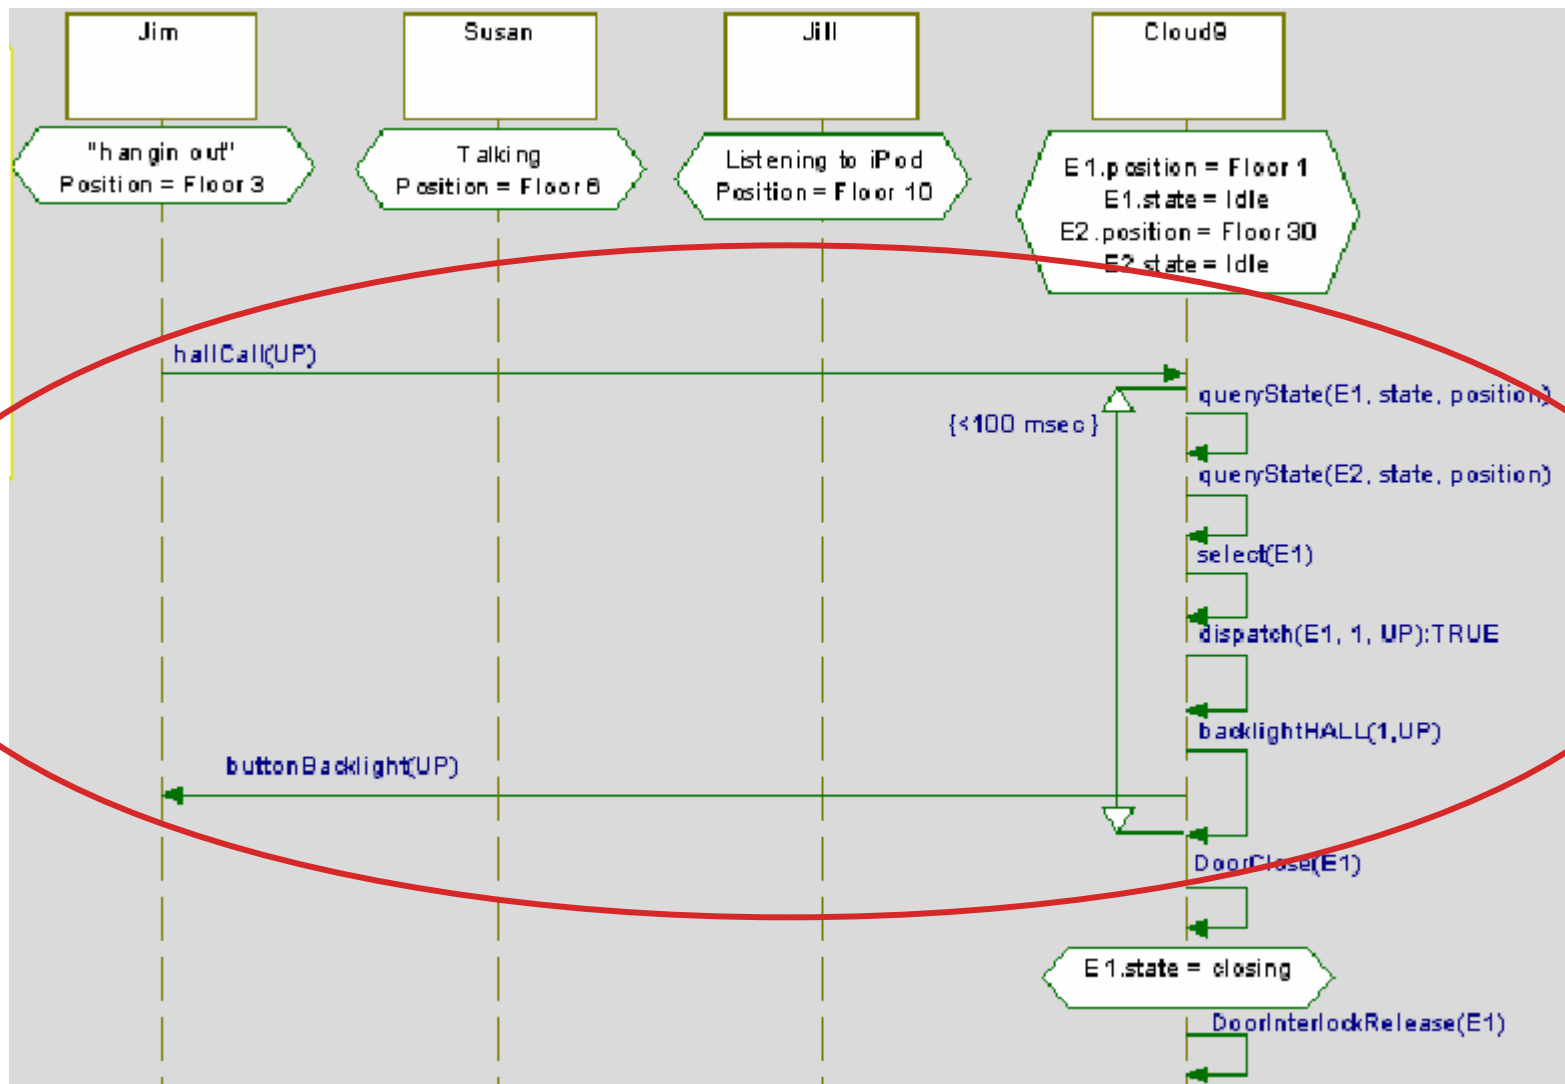 Jim
Susan
Jill
Cloud9
"hangin out"
Position = Floor 3
Talking
Position = Floor 6
Listening to iPod
Position = Floor 10
E1.position = Floor 1
E1.state = Idle
E2.position = Floor 30
E2.state = Idle
hallCall(UP)
queryState(E1, state, position)
{<100 msec}
queryState(E2, state, position)
select(E1)
dispatch(E1, 1, UP):TRUE
backlightHALL(1,UP)
buttonBacklight(UP)
DoorClose(E1)
E1.state = closing
DoorInterlockRelease(E1)